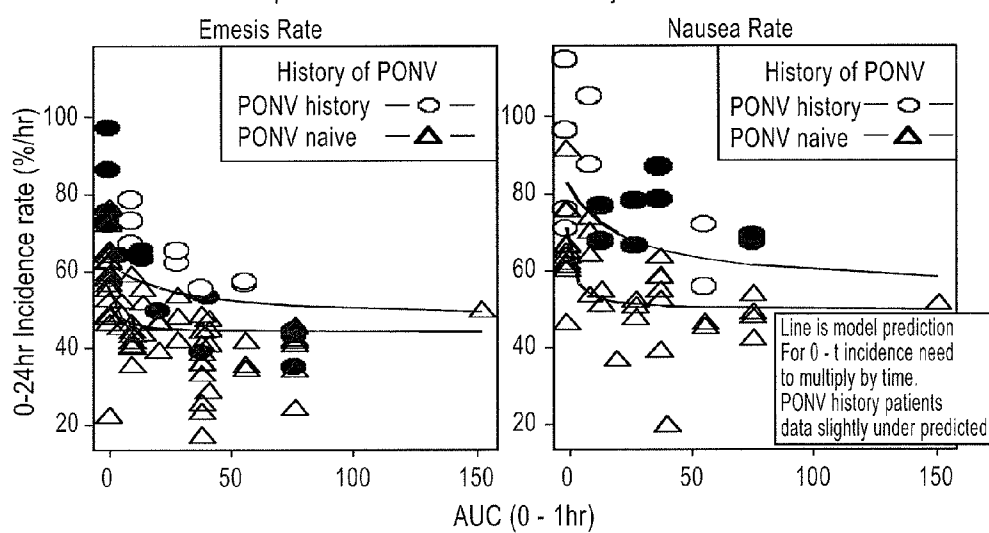 Emesis Rate
Nausea Rate
History of PONV
PONV history
PONV naive
History of PONV
PONV history
PONV naive
0-24hr Incidence rate (%/hr)
100
80
60
40
20
100
80
60
40
20
Line is model prediction
For 0 - t incidence need
to multiply by time.
PONV history patients
data slightly under predicted
0
50
100
150
0
50
100
150
AUC (0 - 1hr)